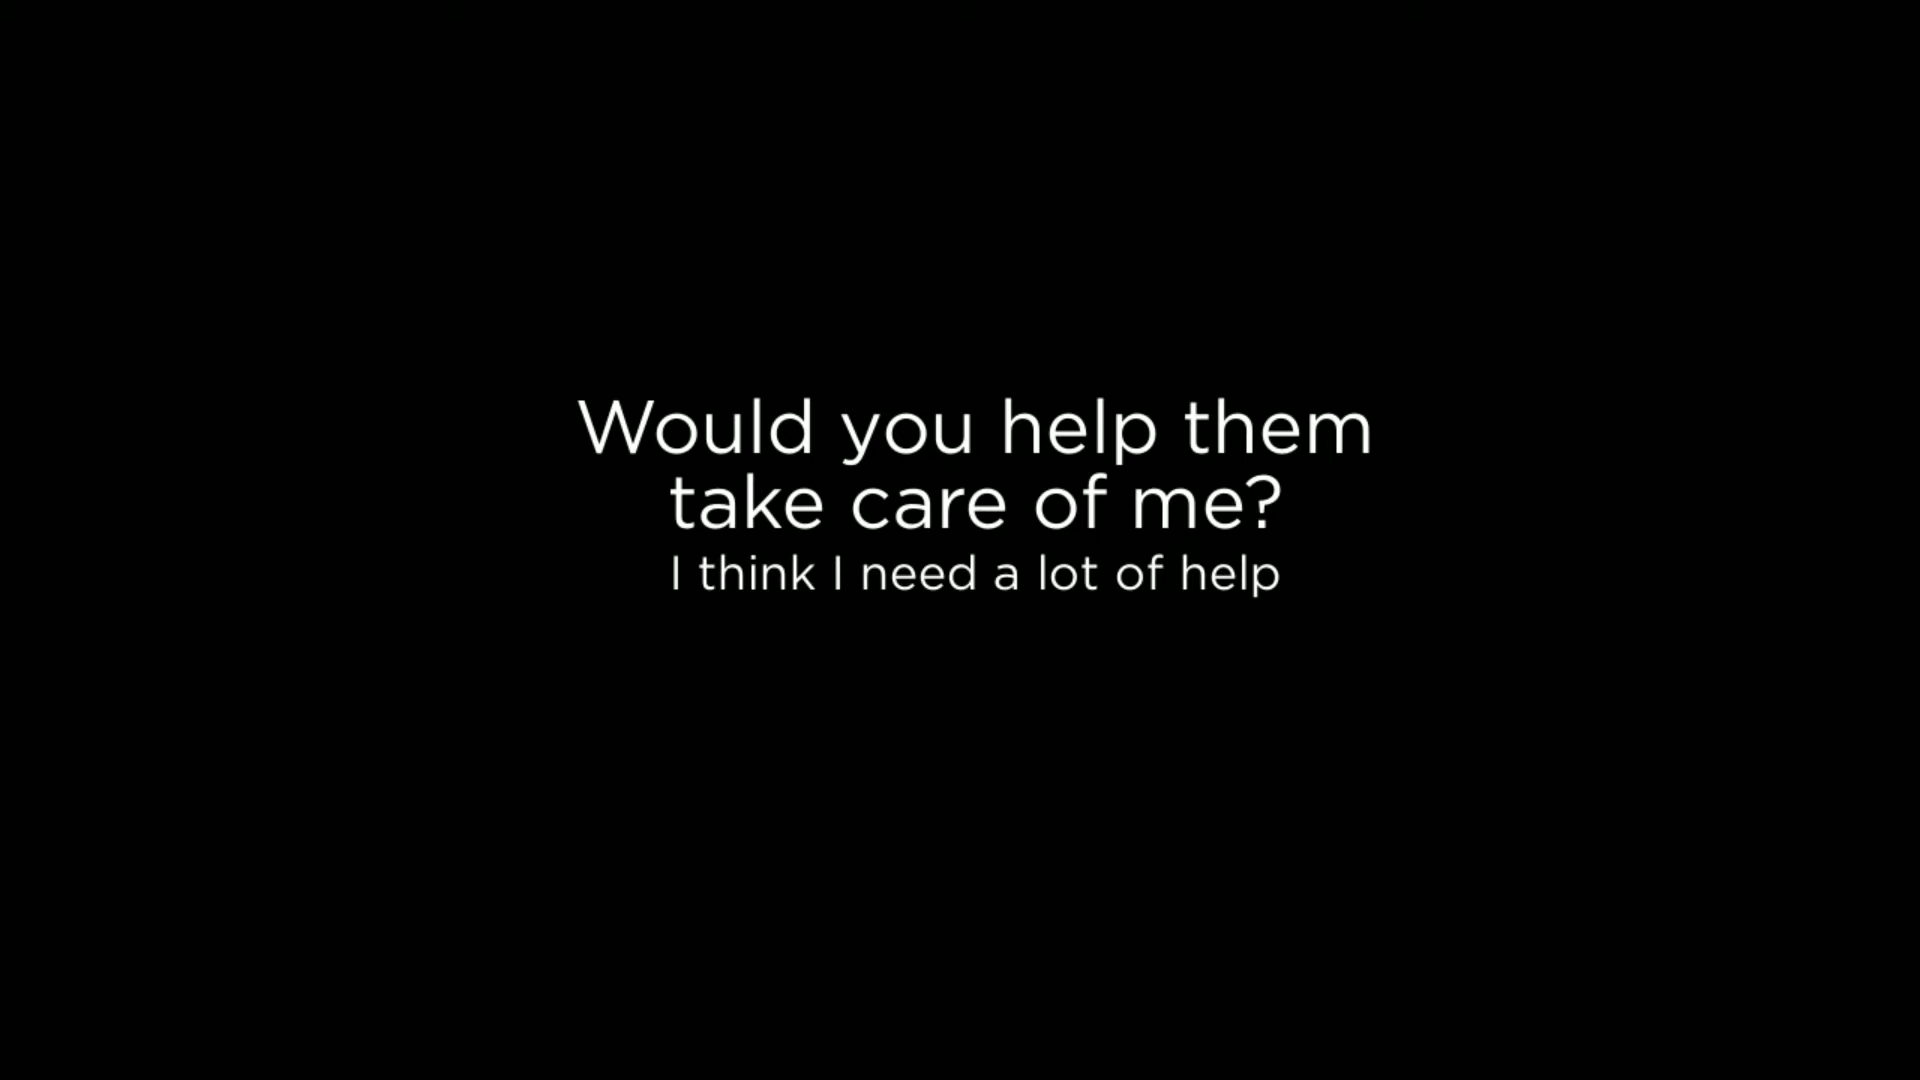 Would you help them
take care of me?
I think I need a lot of help